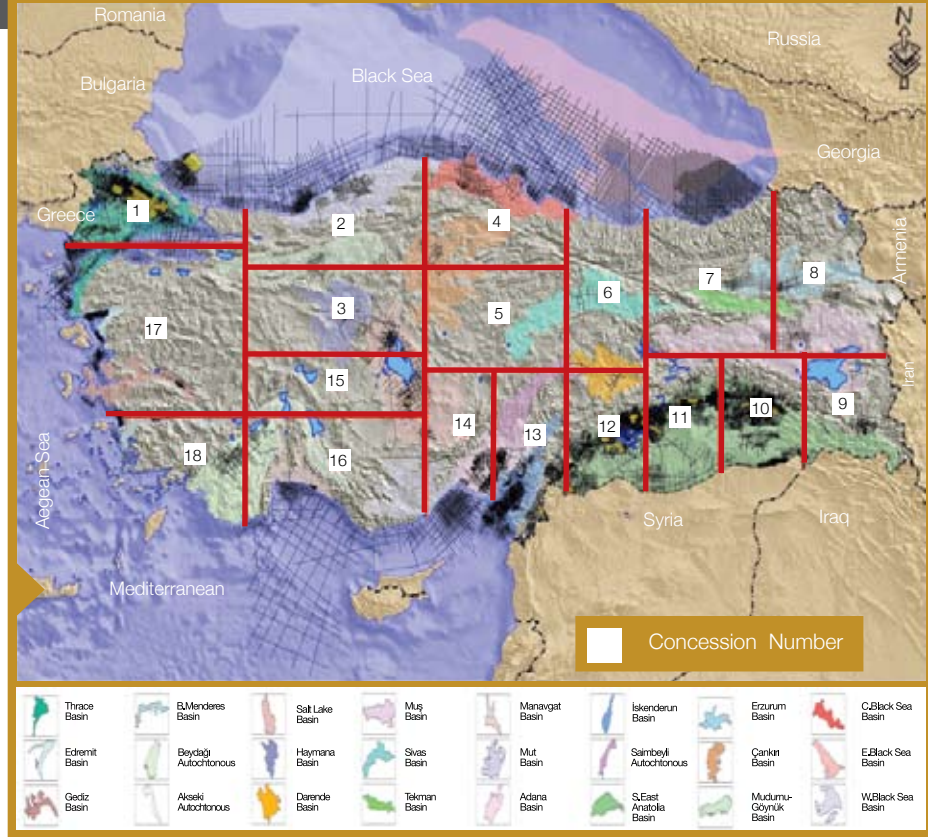 Romania
Russia
N
Black Sea
Bulgaria
Georgia
Greece
1
2
4
Armenia
7
8
6
3
5
17
Iran
15
9
10
11
14
12
13
18
16
Aegean Sea
Syria
Iraq
Mediterranean
Concession Number
Thrace
Basin
B.Menderes
Basin
Salt Lake
Basin
Muş
Basin
Manavgat
Basin
İskenderun
Basin
Erzurum
Basin
C.Black Sea
Basin
Edremit
Basin
Beydağı
Autochtonous
Haymana
Basin
Sivas
Basin
Mut
Basin
Saimbeyli
Autochtonous
Çankırı
Basin
E.Black Sea
Basin
Gediz
Basin
Akseki
Autochtonous
Darende
Basin
Tekman
Basin
Adana
Basin
S.East
Anatolia
Basin
Mudurnu-
Göynük
Basin
W.Black Sea
Basin